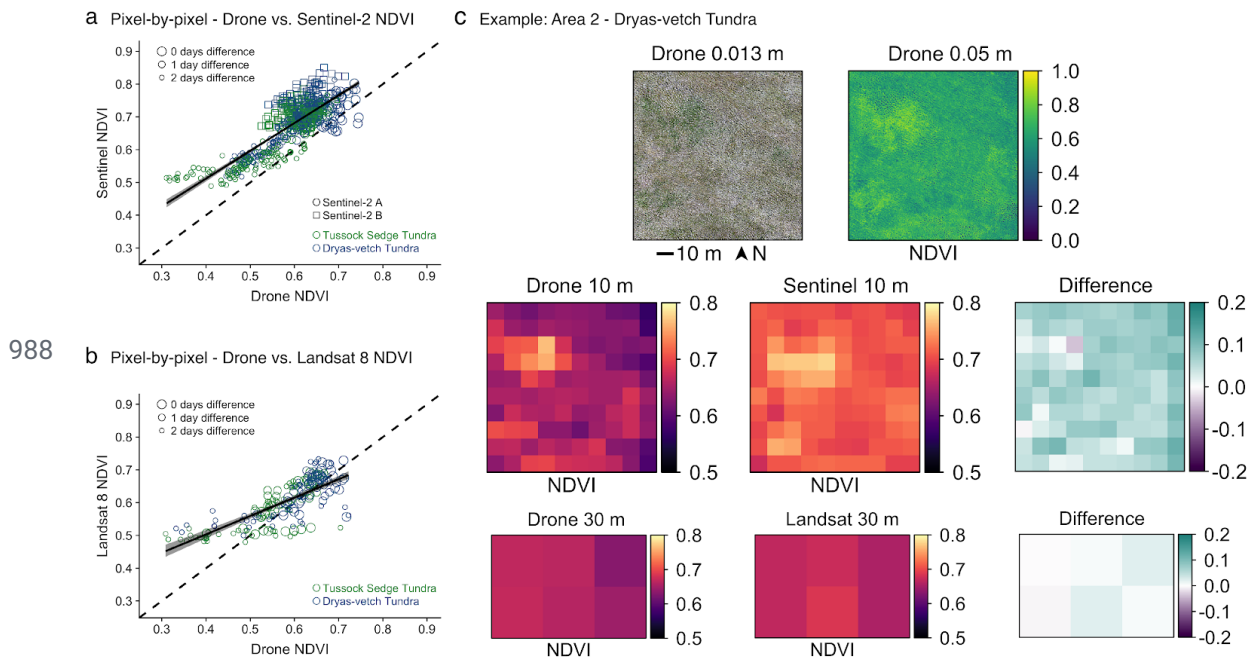 a Pixel-by-pixel - Drone vs. Sentinel-2 NDVI
0 days difference
1 day difference
2 days difference
Sentinel NDVI
0.9
0.8
0.7
0.6
0.5
0.4
0.3
Sentinel-2 A
Sentinel-2 B
Tussock Sedge Tundra
Dryas-vetch Tundra
0.3 0.4 0.5 0.6 0.7 0.8 0.9
Drone NDVI
988
b Pixel-by-pixel - Drone vs. Landsat 8 NDVI
0 days difference
1 days difference
2 days difference
Landsat 8 NDVI
0.9
0.8
0.7
0.6
0.5
0.4
0.3
Tussock Sedge Tundra
Dryas-vetch Tundra
0.3 0.4 0.5 0.6 0.7 0.8 0.9
Drone NDVI
c Example: Area 2 - Dryas-vetch Tundra
Drone 0.013 m
10 m N
Drone 0.05 m
1.0
0.8
0.6
0.4
0.2
0.0
NDVI
Drone 10 m
0.8
0.7
0.6
0.5
NDVI
Sentinel 10 m
0.8
0.7
0.6
0.5
NDVI
Difference
0.2
0.1
0.0
-0.1
-0.2
Drone 30 m
0.8
0.7
0.6
0.5
NDVI
Landsat 30 m
0.8
0.7
0.6
0.5
NDVI
Difference
0.2
0.1
0.0
-0.1
-0.2